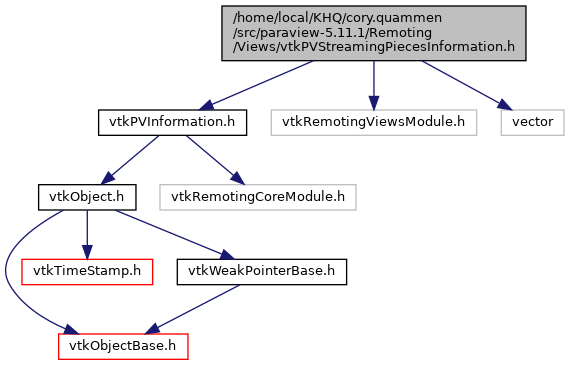 /home/local/KHQ/cory.quammen
/src/paraview-5.11.1/Remoting
/Views/vtkPVStreamingPiecesInformation.h
vtkPVInformation.h
vtkRemotingViewsModule.h
vector
vtkObject.h
vtkRemotingCoreModule.h
vtkTimeStamp.h
vtkWeakPointerBase.h
vtkObjectBase.h